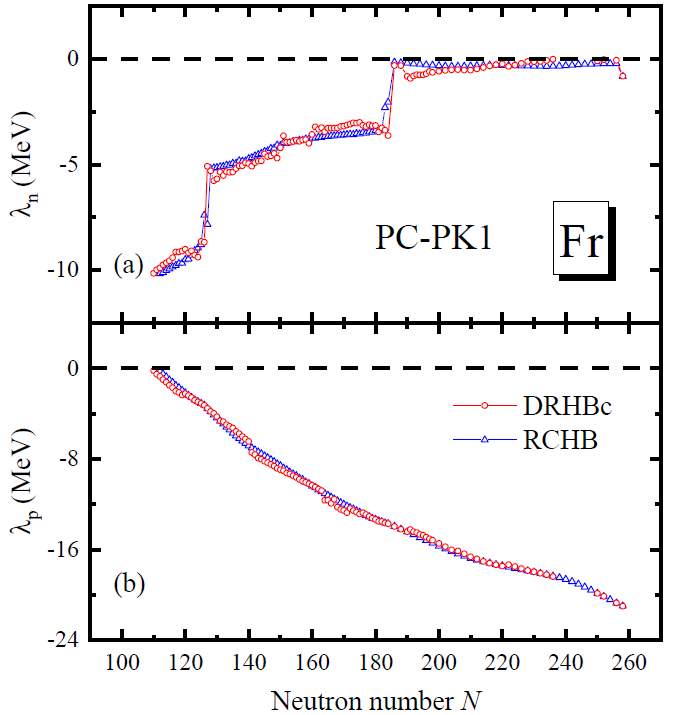 0
-5
-10
λn (MeV)
(a)
PC-PK1
Fr
0
-8
-16
-24
λp (MeV)
DRHBc
RCHB
(b)
100 120 140 160 180 200 220 240 260
Neutron number N